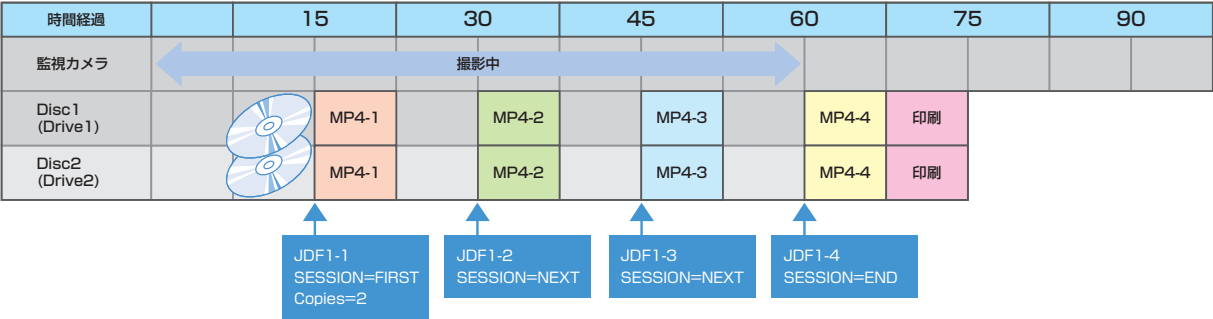 時間経過 15 30 45 60 75 90
監視カメラ 撮影中
Disc1
(Drive1)
MP4-1 MP4-2 MP4-3 MP4-4 印刷
Disc2
(Drive2)
MP4-1 MP4-2 MP4-3 MP4-4 印刷
JDF1-1
SESSION=FIRST
Copies=2
JDF1-2
SESSION=NEXT
JDF1-3
SESSION=NEXT
JDF1-4
SESSION=END